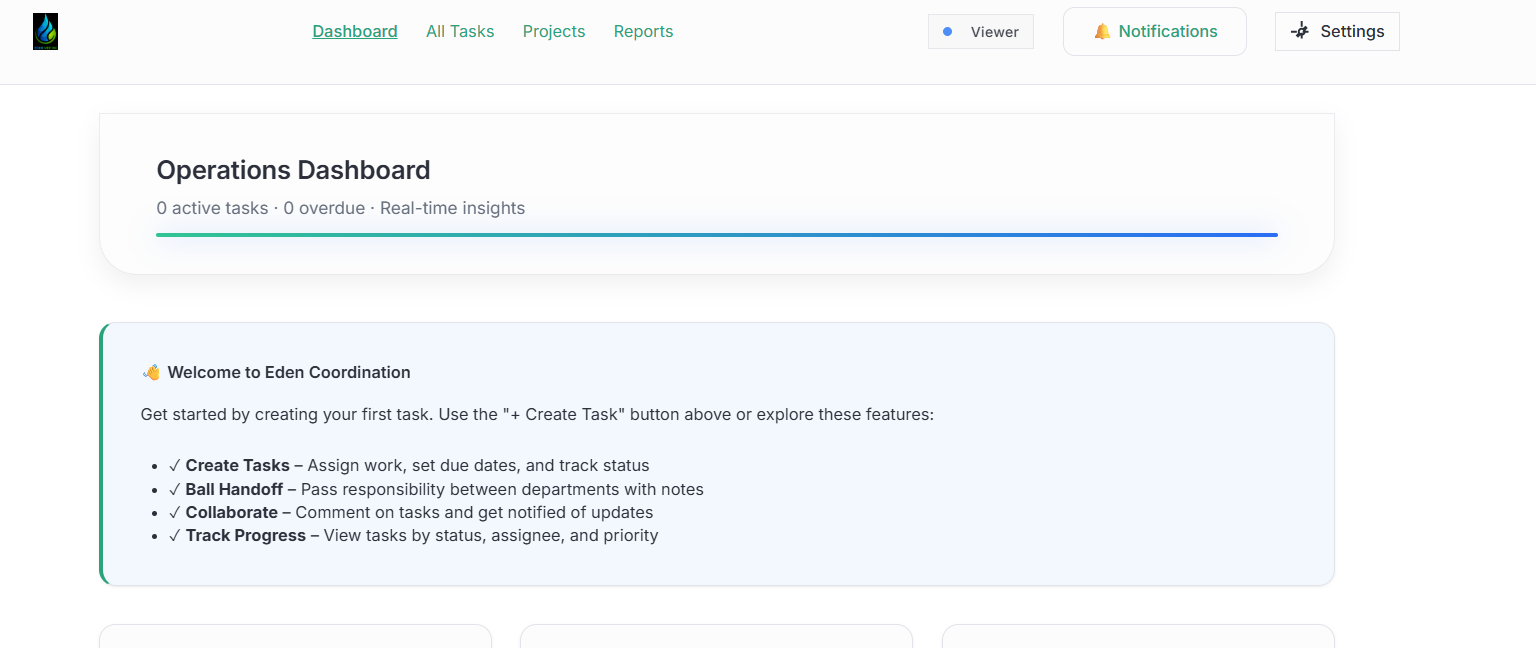 Dashboard All Tasks Projects Reports Viewer 🔔 Notifications Settings
Operations Dashboard
0 active tasks · 0 overdue · Real-time insights
👋 Welcome to Eden Coordination
Get started by creating your first task. Use the "+ Create Task" button above or explore these features:
• ✓ Create Tasks – Assign work, set due dates, and track status
• ✓ Ball Handoff – Pass responsibility between departments with notes
• ✓ Collaborate – Comment on tasks and get notified of updates
• ✓ Track Progress – View tasks by status, assignee, and priority